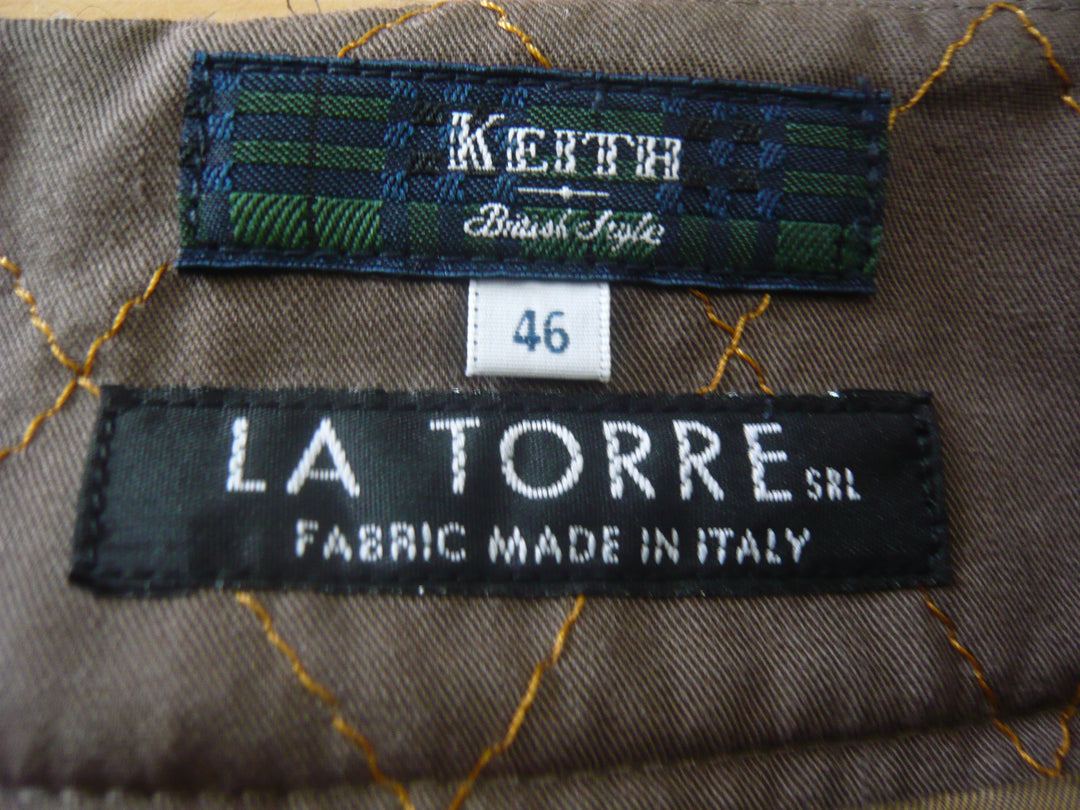 KEITH
British Style
46
LA TORRE SRL
FABRIC MADE IN ITALY